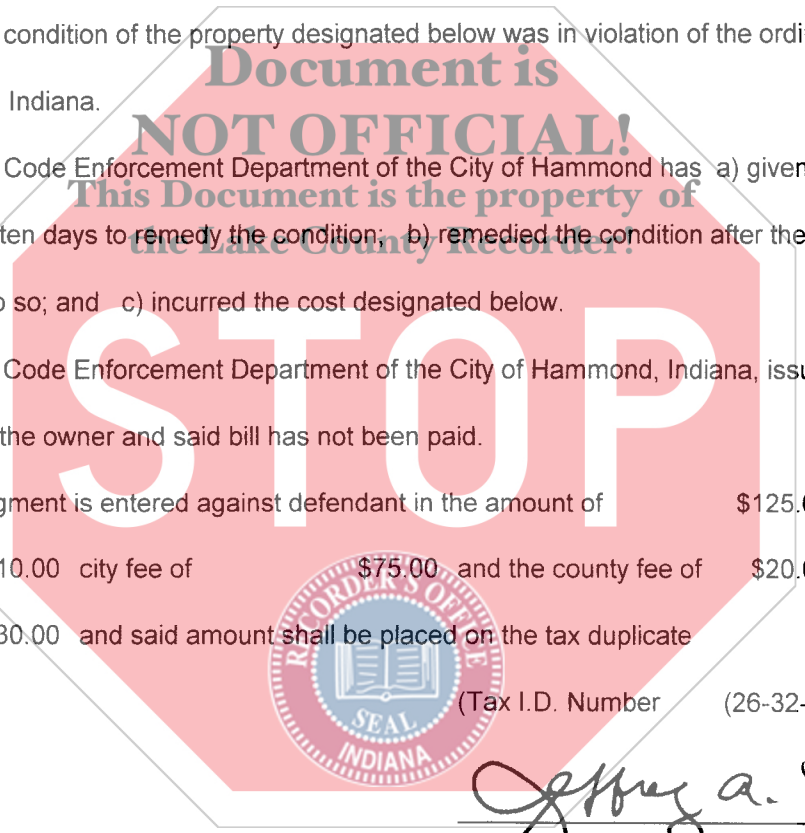 condition of the property designated below was in violation of the ordi
Document is
Indiana.
NOT OFFICIAL!
Code Enforcement Department of the City of Hammond has a) given
This Document is the property of
ten days to remedy the condition; b) remedied the condition after the
the Lake County Recorder!
o so; and c) incurred the cost designated below.
STOP
Code Enforcement Department of the City of Hammond, Indiana, issu
the owner and said bill has not been paid.
gment is entered against defendant in the amount of $125.0
10.00 city fee of $75.00 and the county fee of $20.0
30.00 and said amount shall be placed on the tax duplicate
RECORDER'S OFFICE
SEAL
INDIANA
(Tax I.D. Number (26-32-
Jeffrey A.